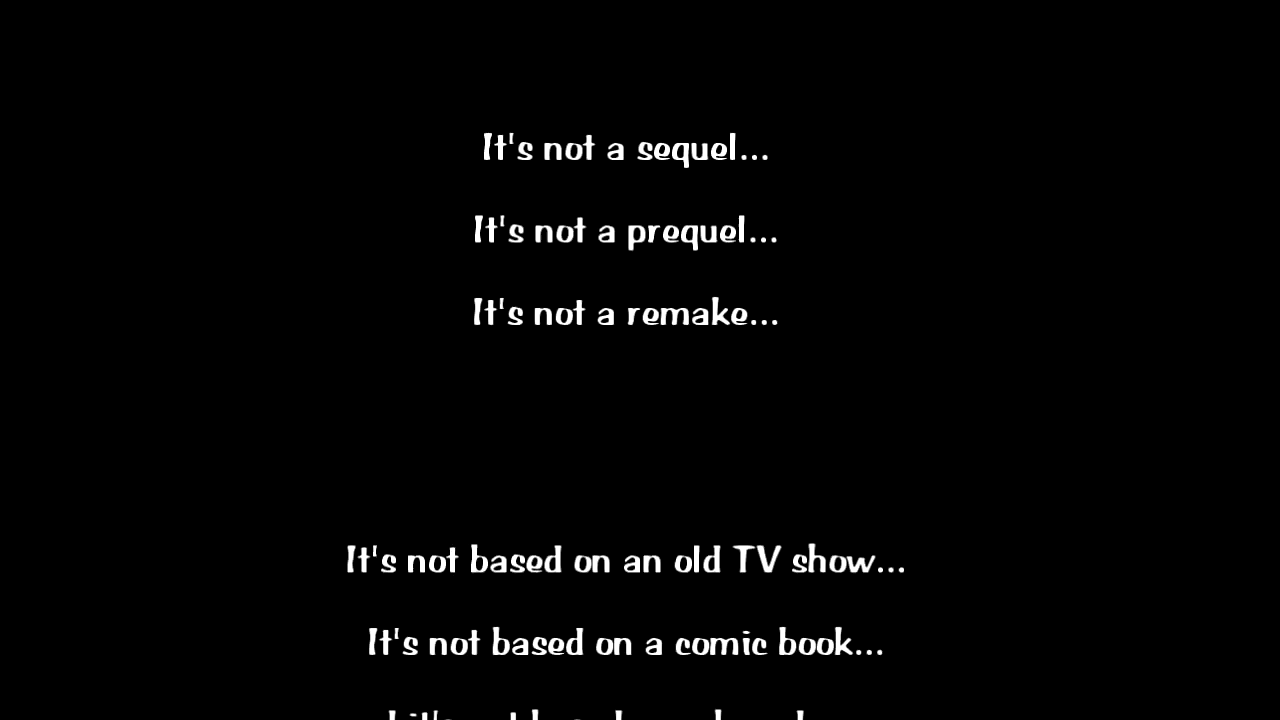 It's not a sequel...
It's not a prequel...
It's not a remake...
It's not based on an old TV show...
It's not based on a comic book...